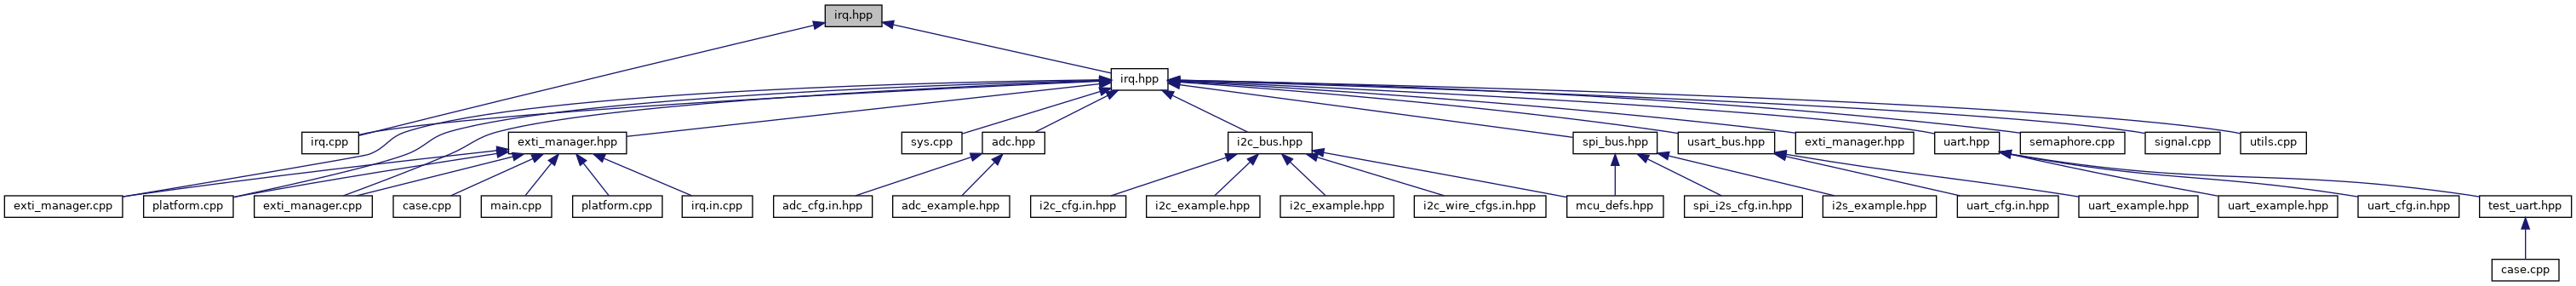 irq.hpp
irq.hpp
irq.cpp
exti_manager.hpp
sys.cpp
adc.hpp
i2c_bus.hpp
spi_bus.hpp
usart_bus.hpp
exti_manager.hpp
uart.hpp
semaphore.cpp
signal.cpp
utils.cpp
exti_manager.cpp
platform.cpp
exti_manager.cpp
case.cpp
main.cpp
platform.cpp
irq.in.cpp
adc_cfg.in.hpp
adc_example.hpp
i2c_cfg.in.hpp
i2c_example.hpp
i2c_example.hpp
i2c_wire_cfgs.in.hpp
mcu_defs.hpp
spi_i2s_cfg.in.hpp
i2s_example.hpp
uart_cfg.in.hpp
uart_example.hpp
uart_example.hpp
uart_cfg.in.hpp
test_uart.hpp
case.cpp